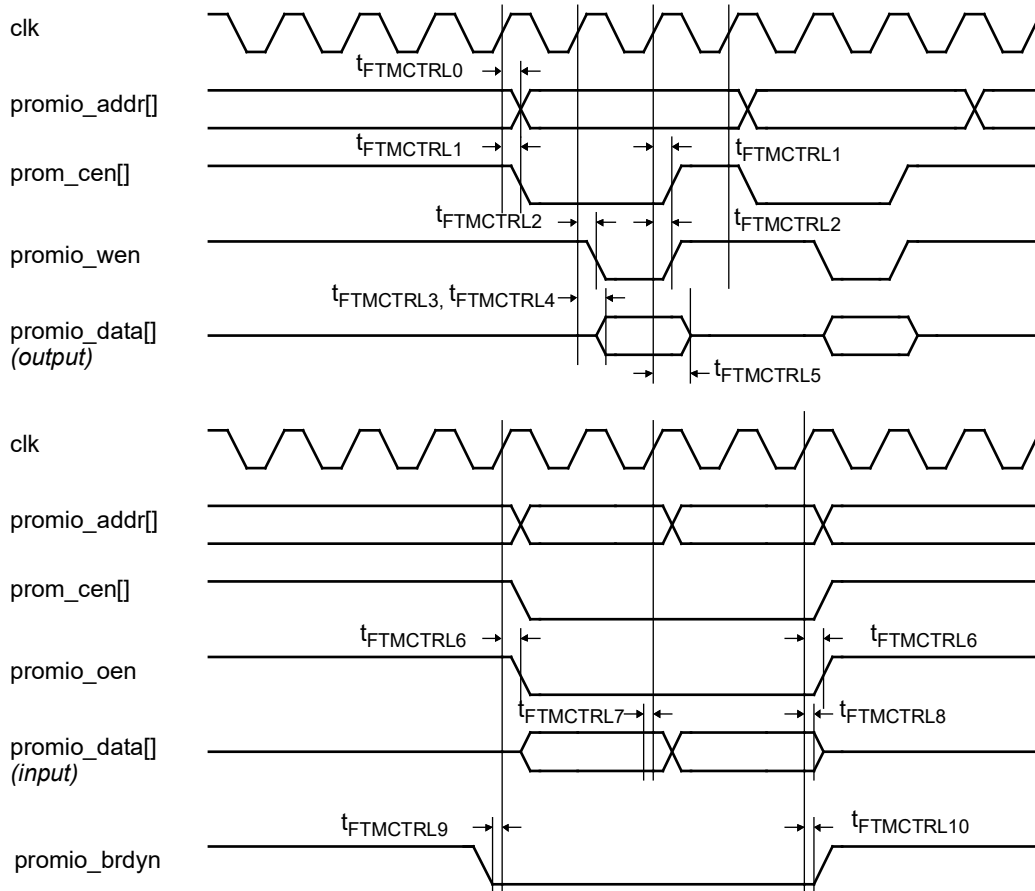 clk
tFTMCTRL0
promio_addr[]
tFTMCTRL1 tFTMCTRL1
prom_cen[]
tFTMCTRL2 tFTMCTRL2
promio_wen
tFTMCTRL3, tFTMCTRL4
promio_data[]
(output)
tFTMCTRL5
clk
promio_addr[]
prom_cen[]
tFTMCTRL6 tFTMCTRL6
promio_oen
tFTMCTRL7 tFTMCTRL8
promio_data[]
(input)
tFTMCTRL9 tFTMCTRL10
promio_brdyn